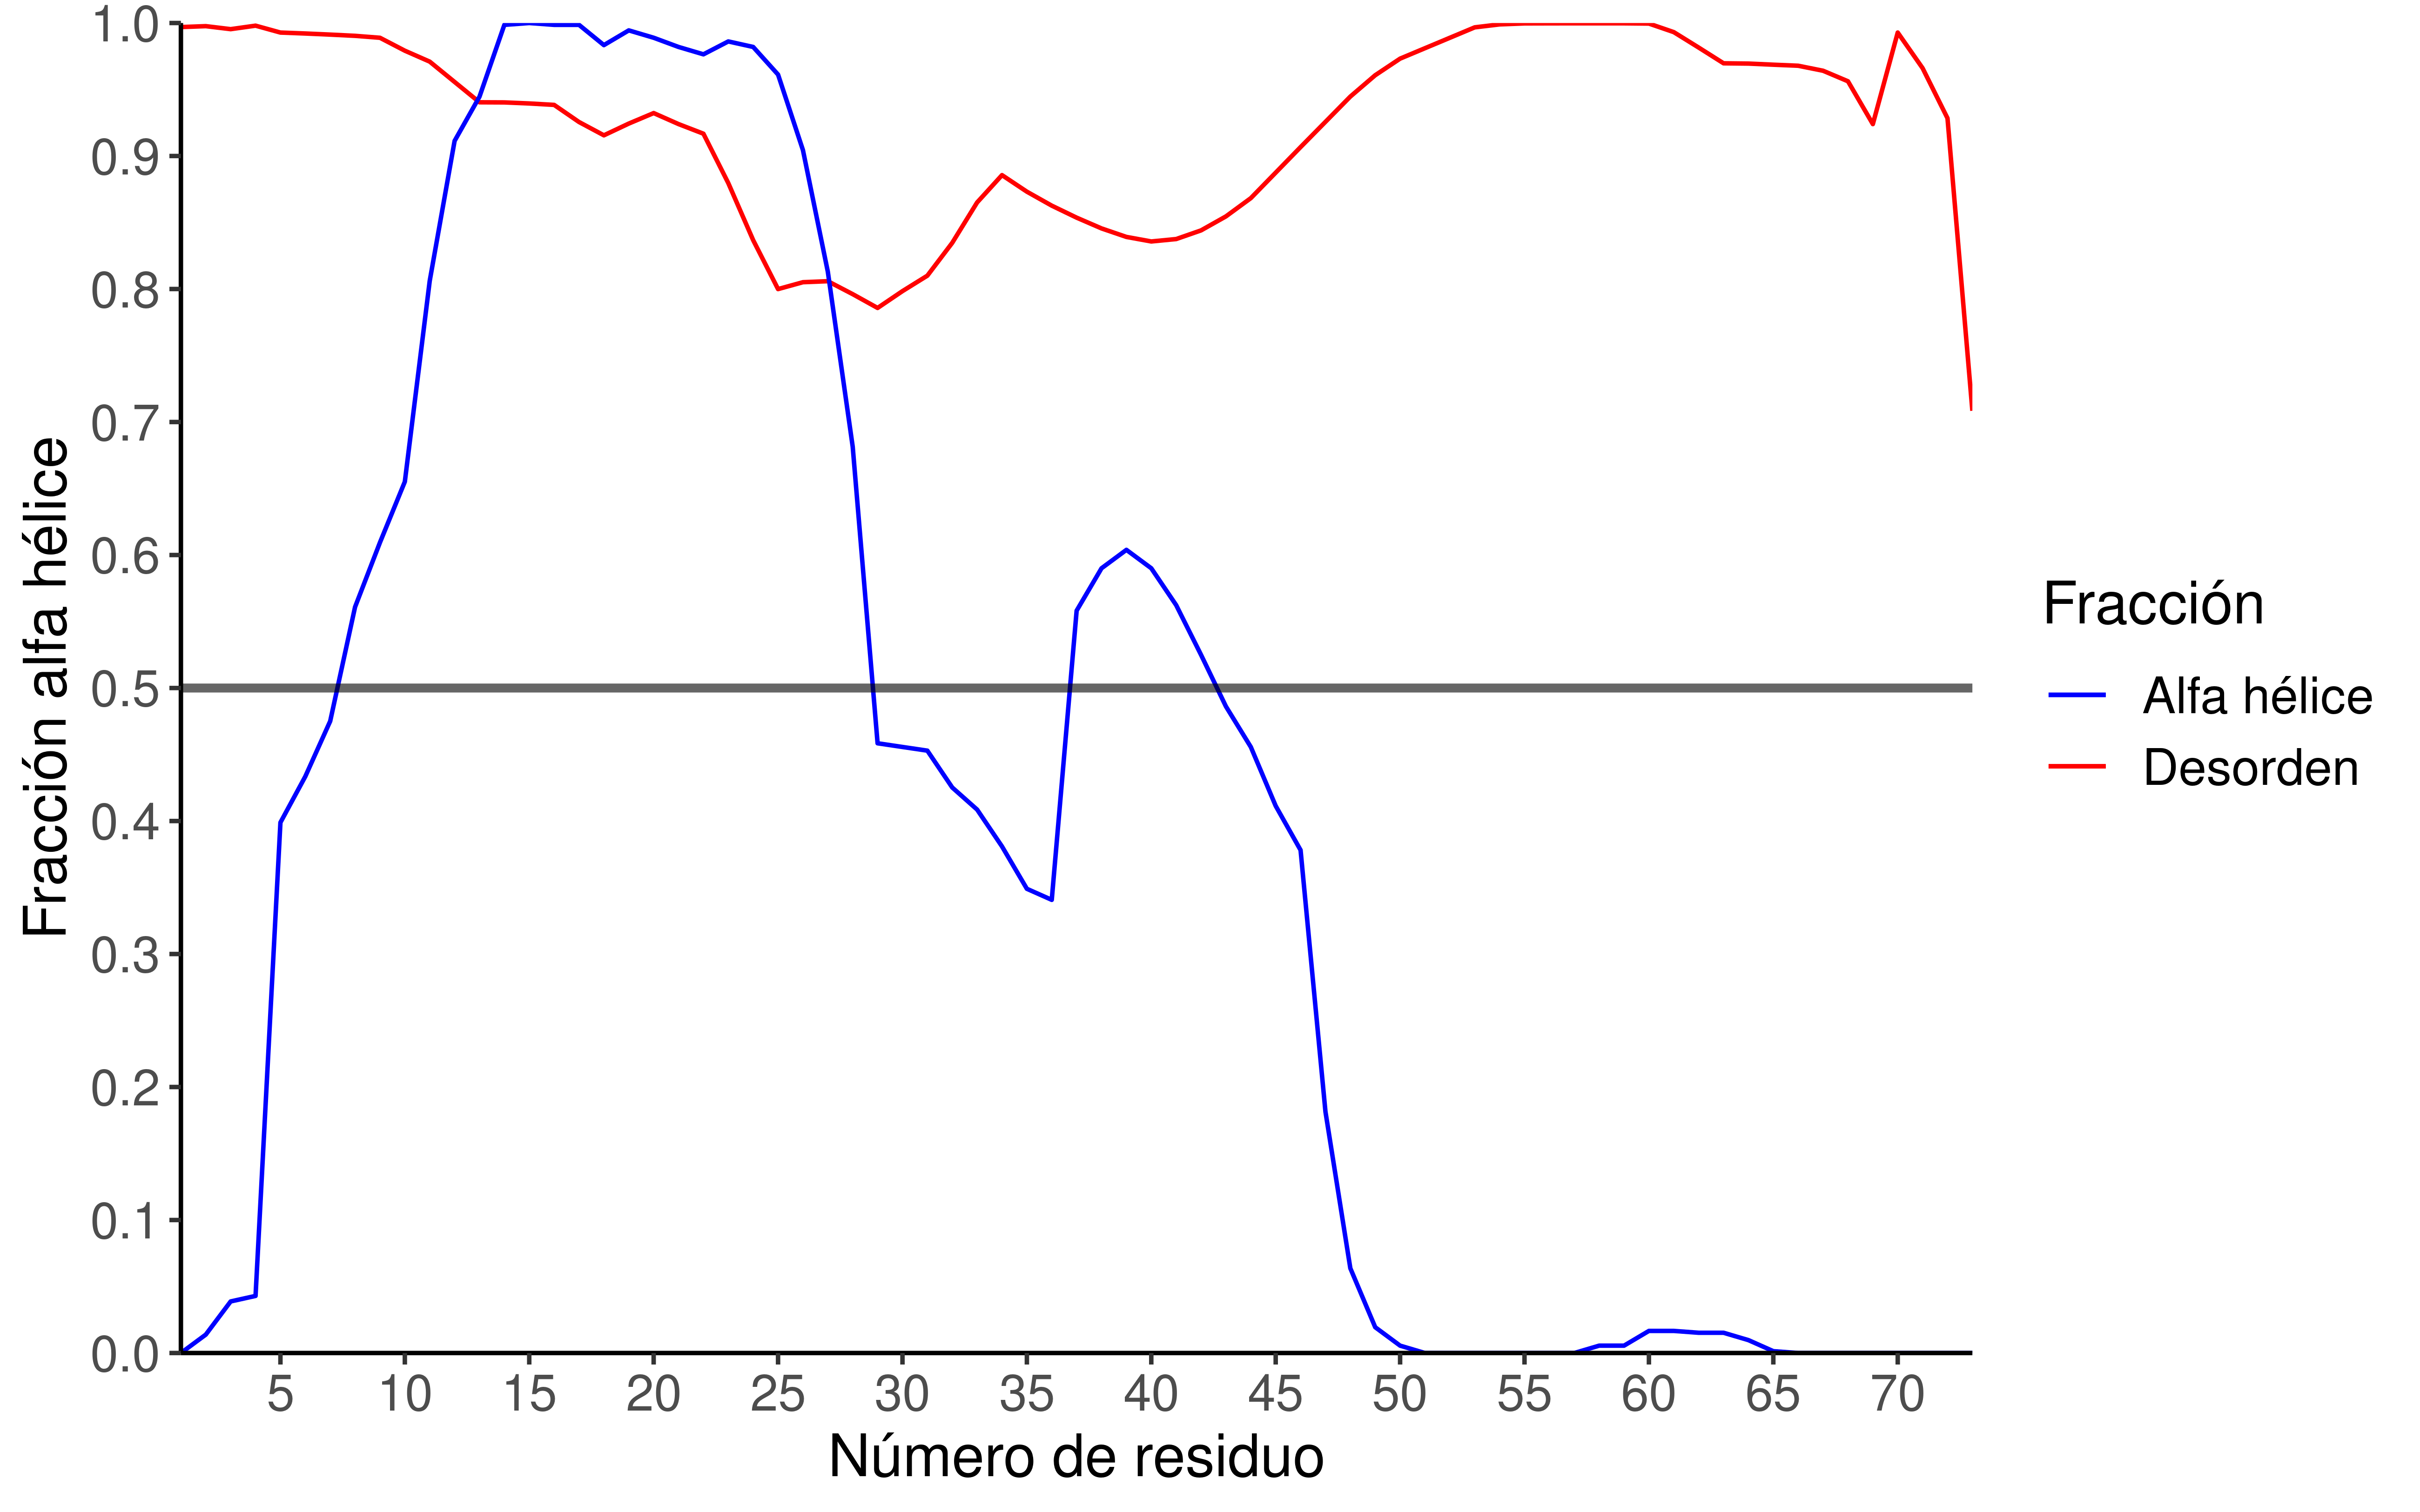 Fracción alfa hélice
1.0
0.9
0.8
0.7
0.6
0.5
0.4
0.3
0.2
0.1
0.0
5 10 15 20 25 30 35 40 45 50 55 60 65 70
Número de residuo
Fracción
Alfa hélice
Desorden